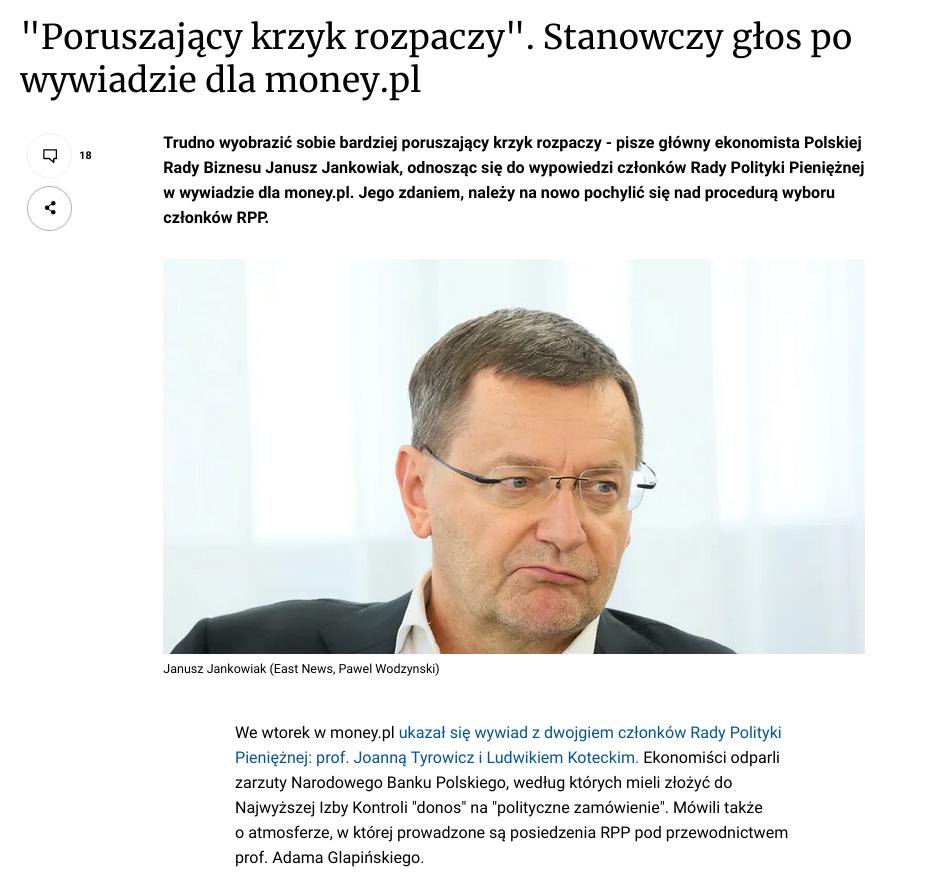 "Poruszający krzyk rozpaczy". Stanowczy głos po
wywiadzie dla money.pl
18
Trudno wyobrazić sobie bardziej poruszający krzyk rozpaczy - pisze główny ekonomista Polskiej
Rady Biznesu Janusz Jankowiak, odnosząc się do wypowiedzi członków Rady Polityki Pieniężnej
w wywiadzie dla money.pl. Jego zdaniem, należy na nowo pochylić się nad procedurą wyboru
członków RPP.
Janusz Jankowiak (East News, Pawel Wodzynski)
We wtorek w money.pl ukazał się wywiad z dwojgiem członków Rady Polityki
Pieniężnej: prof. Joanną Tyrowicz i Ludwikiem Koteckim. Ekonomiści odparli
zarzuty Narodowego Banku Polskiego, według których mieli złożyć do
Najwyższej Izby Kontroli "donos" na "polityczne zamówienie". Mówili także
o atmosferze, w której prowadzone są posiedzenia RPP pod przewodnictwem
prof. Adama Glapińskiego.